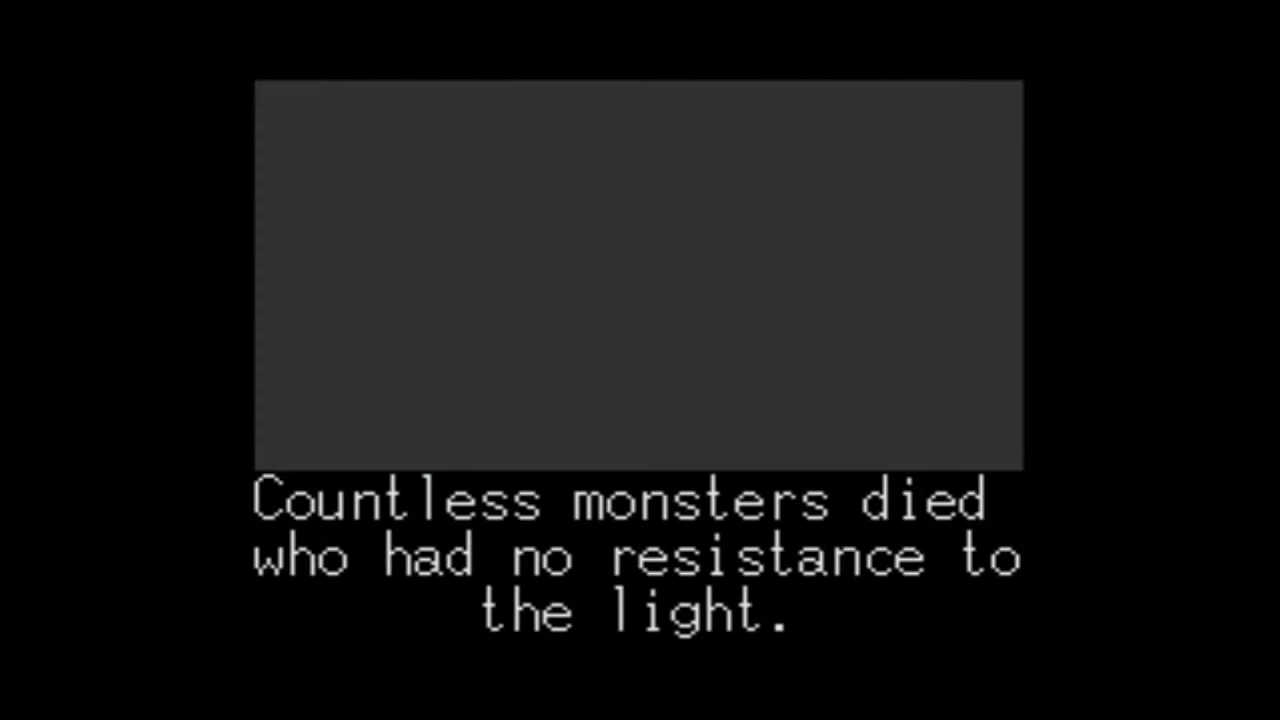 Countless monsters died
who had no resistance to
the light.